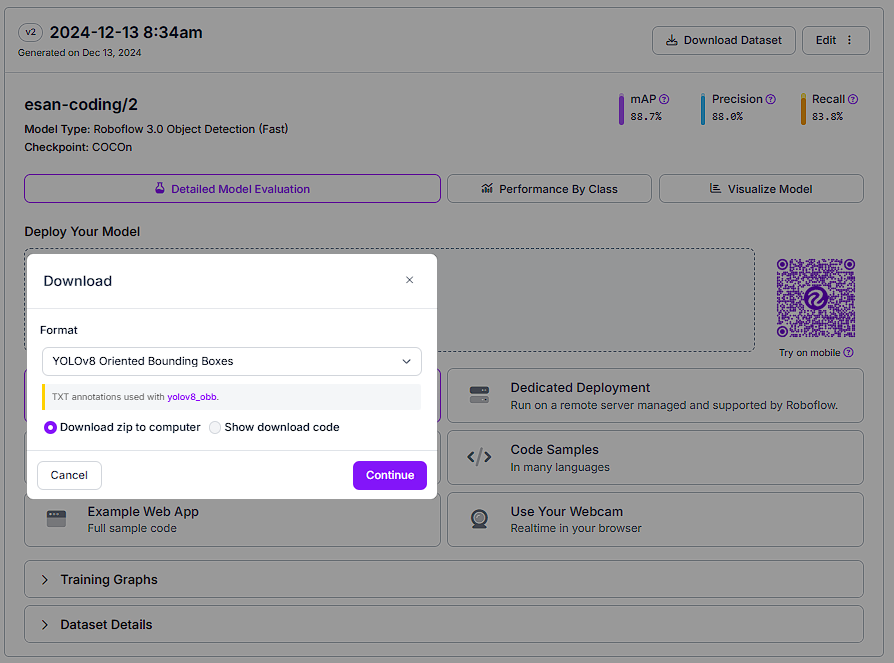 v2 2024-12-13 8:34am
Generated on Dec 13, 2024
Download Dataset
Edit
esan-coding/2
Model Type: Roboflow 3.0 Object Detection (Fast)
Checkpoint: COCOn
mAP
88.7%
Precision
88.0%
Recall
83.8%
Detailed Model Evaluation
Performance By Class
Visualize Model
Deploy Your Model
Try on mobile
Download
Format
YOLOv8 Oriented Bounding Boxes
TXT annotations used with yolov8_obb.
Download zip to computer
Show download code
Cancel
Continue
Dedicated Deployment
Run on a remote server managed and supported by Roboflow.
Code Samples
In many languages
Example Web App
Full sample code
Use Your Webcam
Realtime in your browser
Training Graphs
Dataset Details